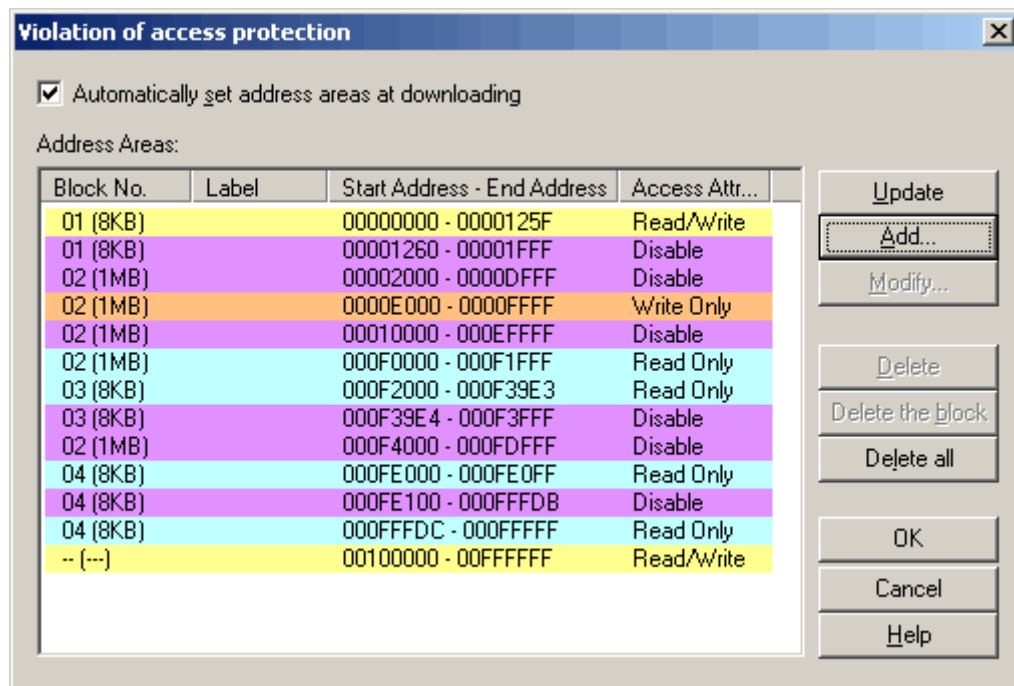 Violation of access protection
Automatically set address areas at downloading
Address Areas:
Block No. Label Start Address - End Address Access Attr...
01 (8KB) 00000000 - 0000125F Read/Write
01 (8KB) 00001260 - 00001FFF Disable
02 (1MB) 00002000 - 0000DFFF Disable
02 (1MB) 0000E000 - 0000FFFF Write Only
02 (1MB) 00010000 - 000EFFFF Disable
02 (1MB) 000F0000 - 000F1FFF Read Only
03 (8KB) 000F2000 - 000F39E3 Read Only
03 (8KB) 000F39E4 - 000F3FFF Disable
02 (1MB) 000F4000 - 000FDFFF Disable
04 (8KB) 000FE000 - 000FE0FF Read Only
04 (8KB) 000FE100 - 000FFFDB Disable
04 (8KB) 000FFFDC - 000FFFFF Read Only
-- (---) 00100000 - 00FFFFFF Read/Write
Update
Add...
Modify...
Delete
Delete the block
Delete all
OK
Cancel
Help